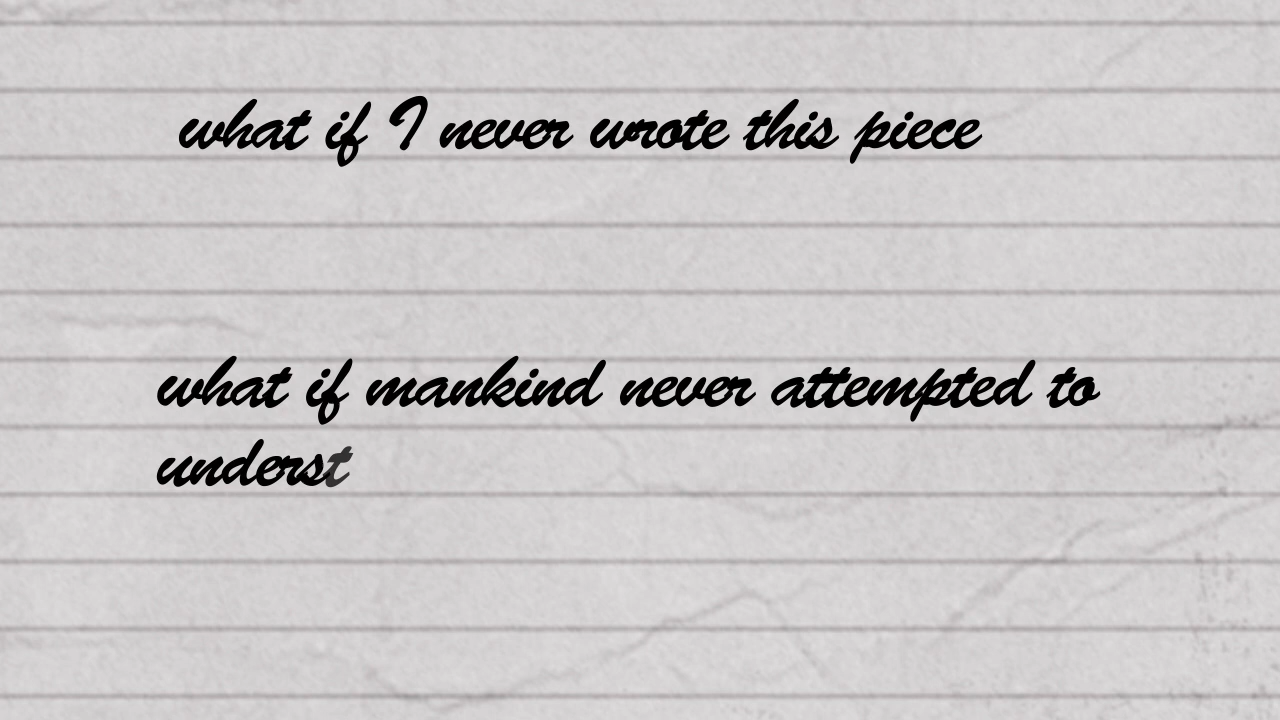 what if I never wrote this piece
what if mankind never attempted to
underst